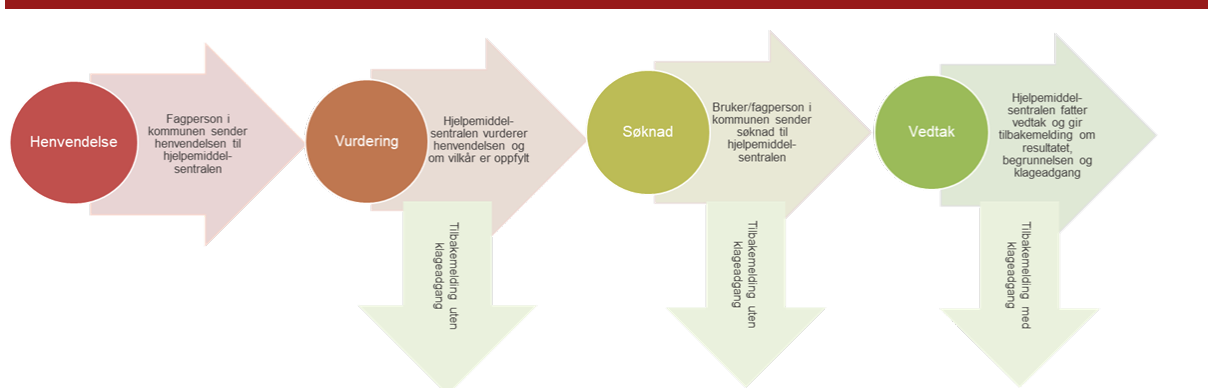 Henvendelse
Fagperson i
kommunen sender
henvendelsen til
hjelpemiddel-
sentralen
Vurdering
Hjelpemiddel-
sentralen vurderer
henvendelsen og
om vilkår er oppfylt
Søknad
Bruker/fagperson i
kommunen sender
søknad til
hjelpemiddel-
sentralen
Vedtak
Hjelpemiddel-
sentralen fatter
vedtak og gir
tilbakemelding om
resultatet,
begrunnelsen og
klageadgang
Tilbakemelding uten
klageadgang
Tilbakemelding uten
klageadgang
Tilbakemelding med
klageadgang